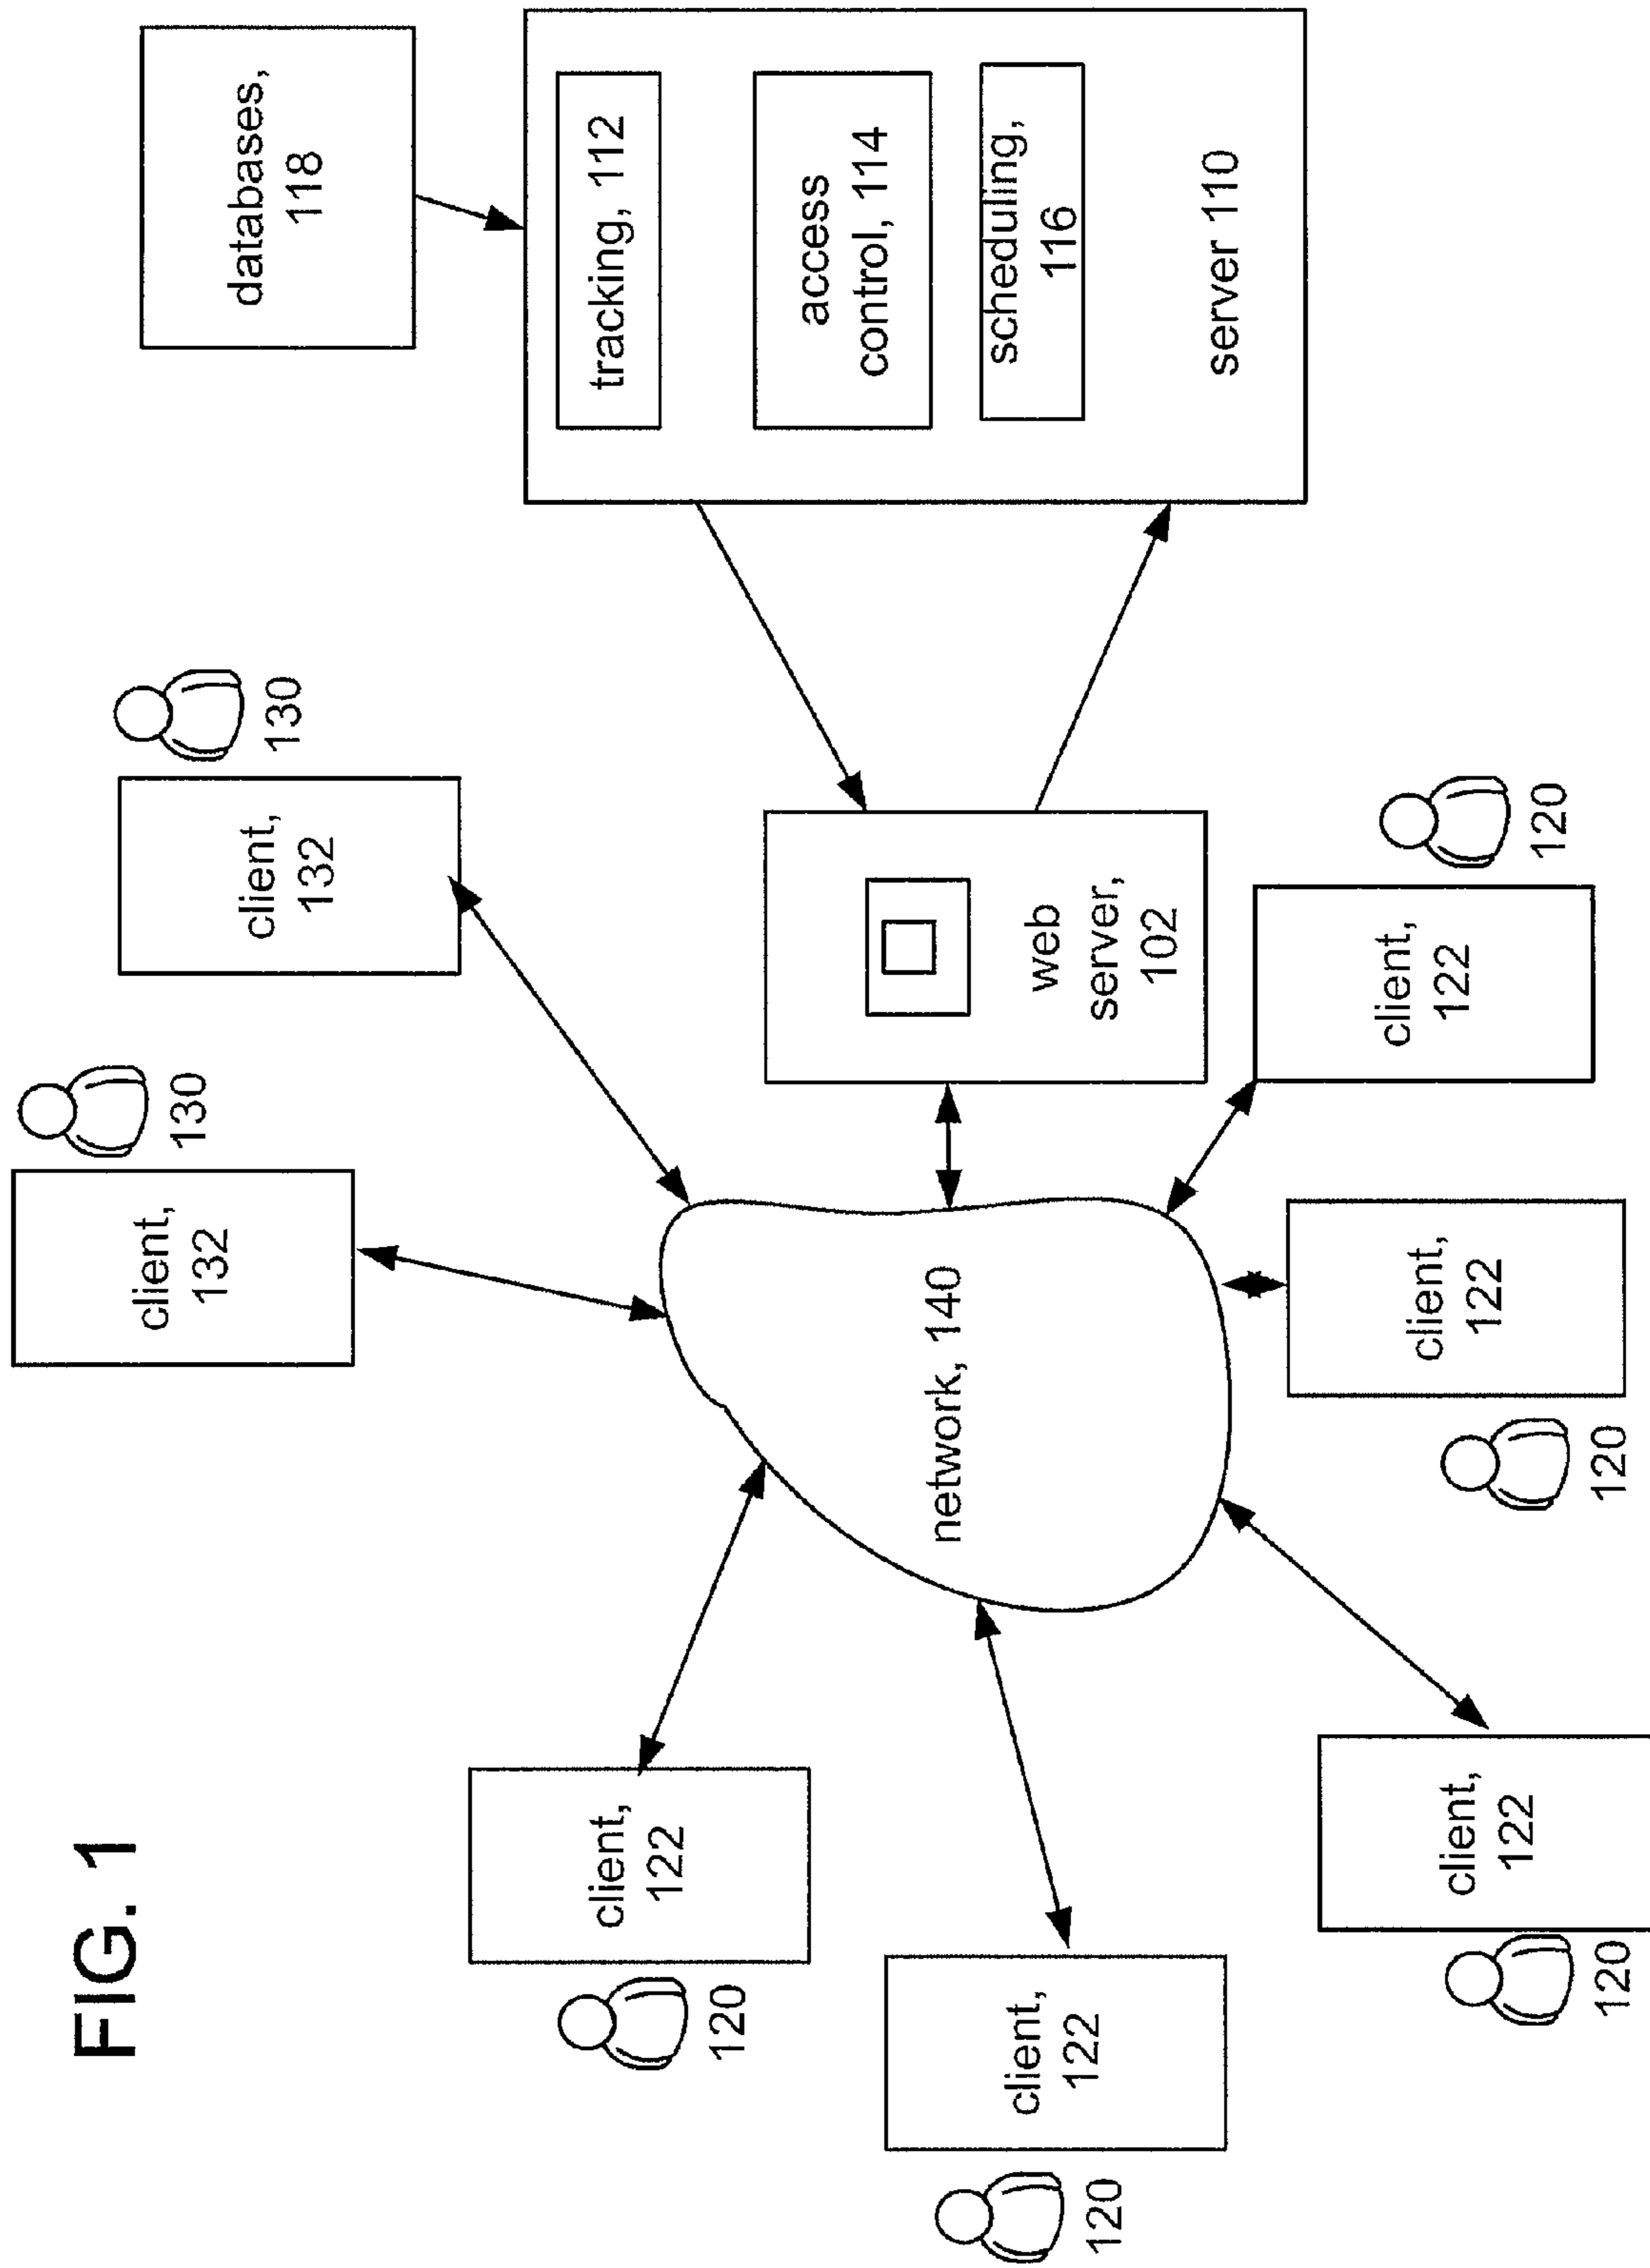 FIG. 1
client,
132
130
client,
132
130
databases,
118
tracking, 112
access
control, 114
scheduling,
116
server 110
client,
122
120
network, 140
web
server,
102
client,
122
120
client,
122
120
client,
122
120
client,
122
120